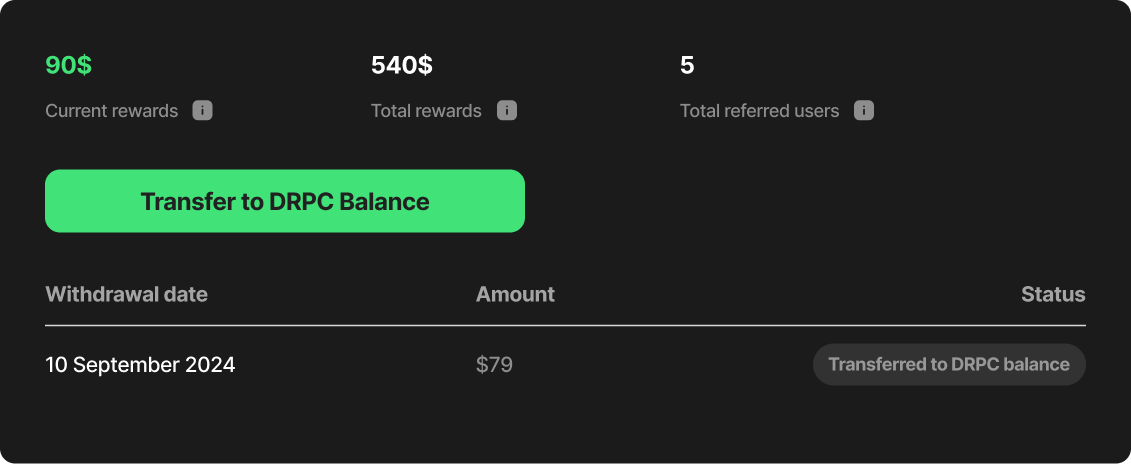 90$ 540$ 5
Current rewards i Total rewards i Total referred users i
Transfer to DRPC Balance
Withdrawal date Amount Status
10 September 2024 $79 Transferred to DRPC balance